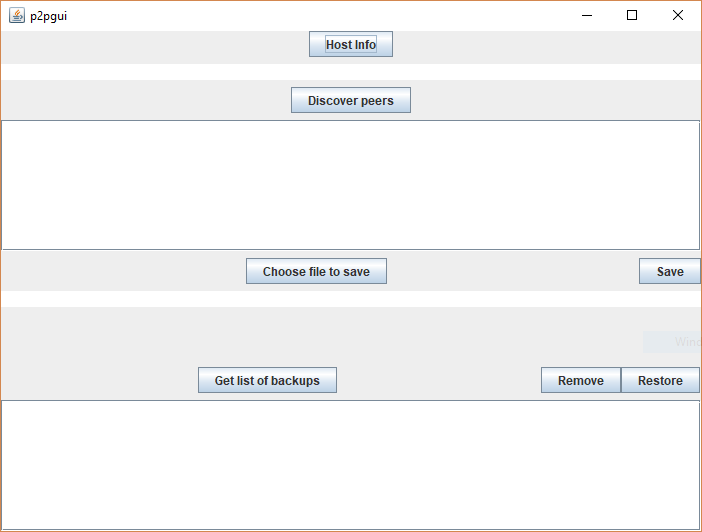 p2pgui
Host Info
Discover peers
Choose file to save
Save
Get list of backups
Remove
Restore